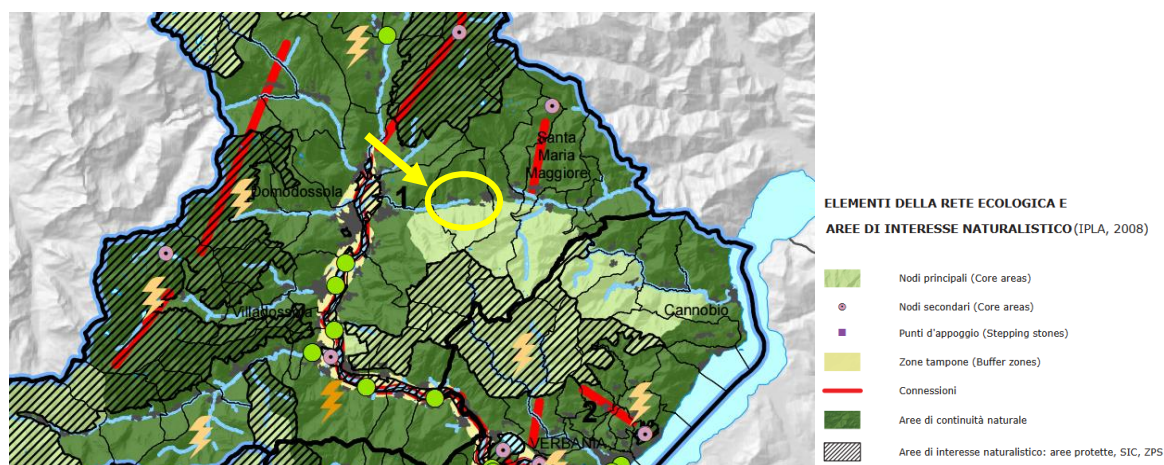 Santa
Maria
Maggiore
Domodossola
1
Villadossola
Cannobio
2
VERBANIA
ELEMENTI DELLA RETE ECOLOGICA E
AREE DI INTERESSE NATURALISTICO (IPLA, 2008)
Nodi principali (Core areas)
Nodi secondari (Core areas)
Punti d'appoggio (Stepping stones)
Zone tampone (Buffer zones)
Connessioni
Aree di continuità naturale
Aree di interesse naturalistico: aree protette, SIC, ZPS